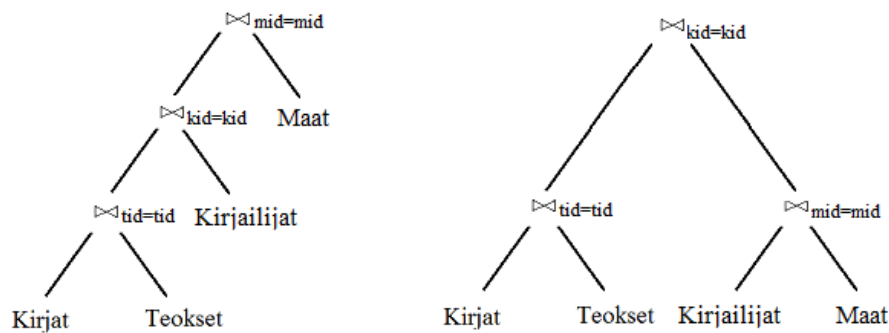 ⋈mid=mid
⋈kid=kid
Maat
⋈tid=tid
Kirjailijat
Kirjat Teokset
⋈kid=kid
⋈tid=tid ⋈mid=mid
Kirjat Teokset Kirjailijat Maat